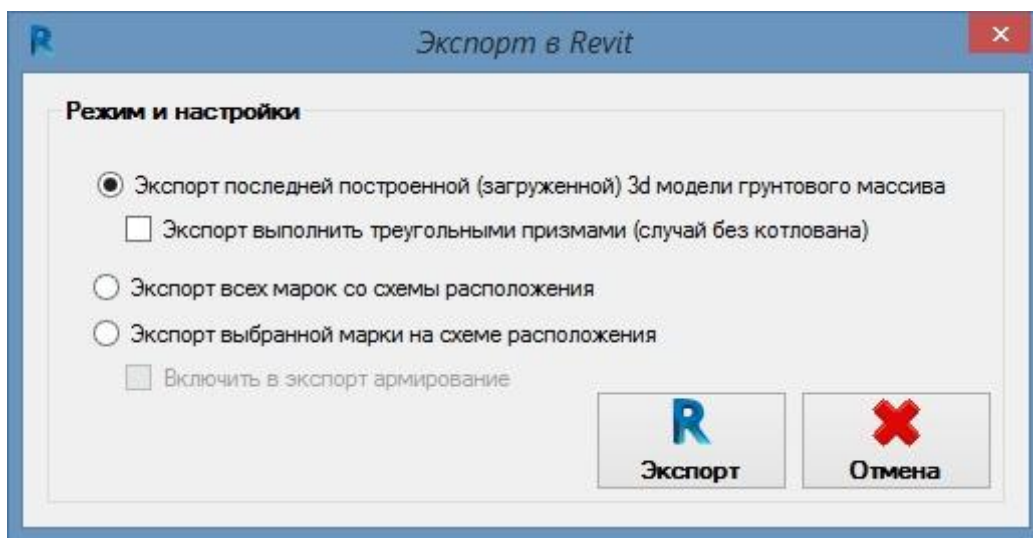 Экспорт в Revit
Режим и настройки
Экспорт последней построенной (загруженной) 3d модели грунтового массива
Экспорт выполнить треугольными призмами (случай без котлована)
Экспорт всех марок со схемы расположения
Экспорт выбранной марки на схеме расположения
Включить в экспорт армирование
Экспорт
Отмена